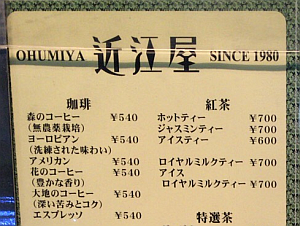 OHUMIYA 近江屋 SINCE 1980
珈琲
森のコーヒー ¥540
(無農薬栽培)
ヨーロピアン ¥540
(洗練された味わい)
アメリカン ¥540
花のコーヒー ¥540
(豊かな香り)
大地のコーヒー ¥540
(深い苦みとコク)
エスプレッソ ¥540
紅茶
ホットティー ¥700
ジャスミンティー ¥700
アイスティー ¥600
ロイヤルミルクティー ¥700
アイス
ロイヤルミルクティー ¥700
特選茶